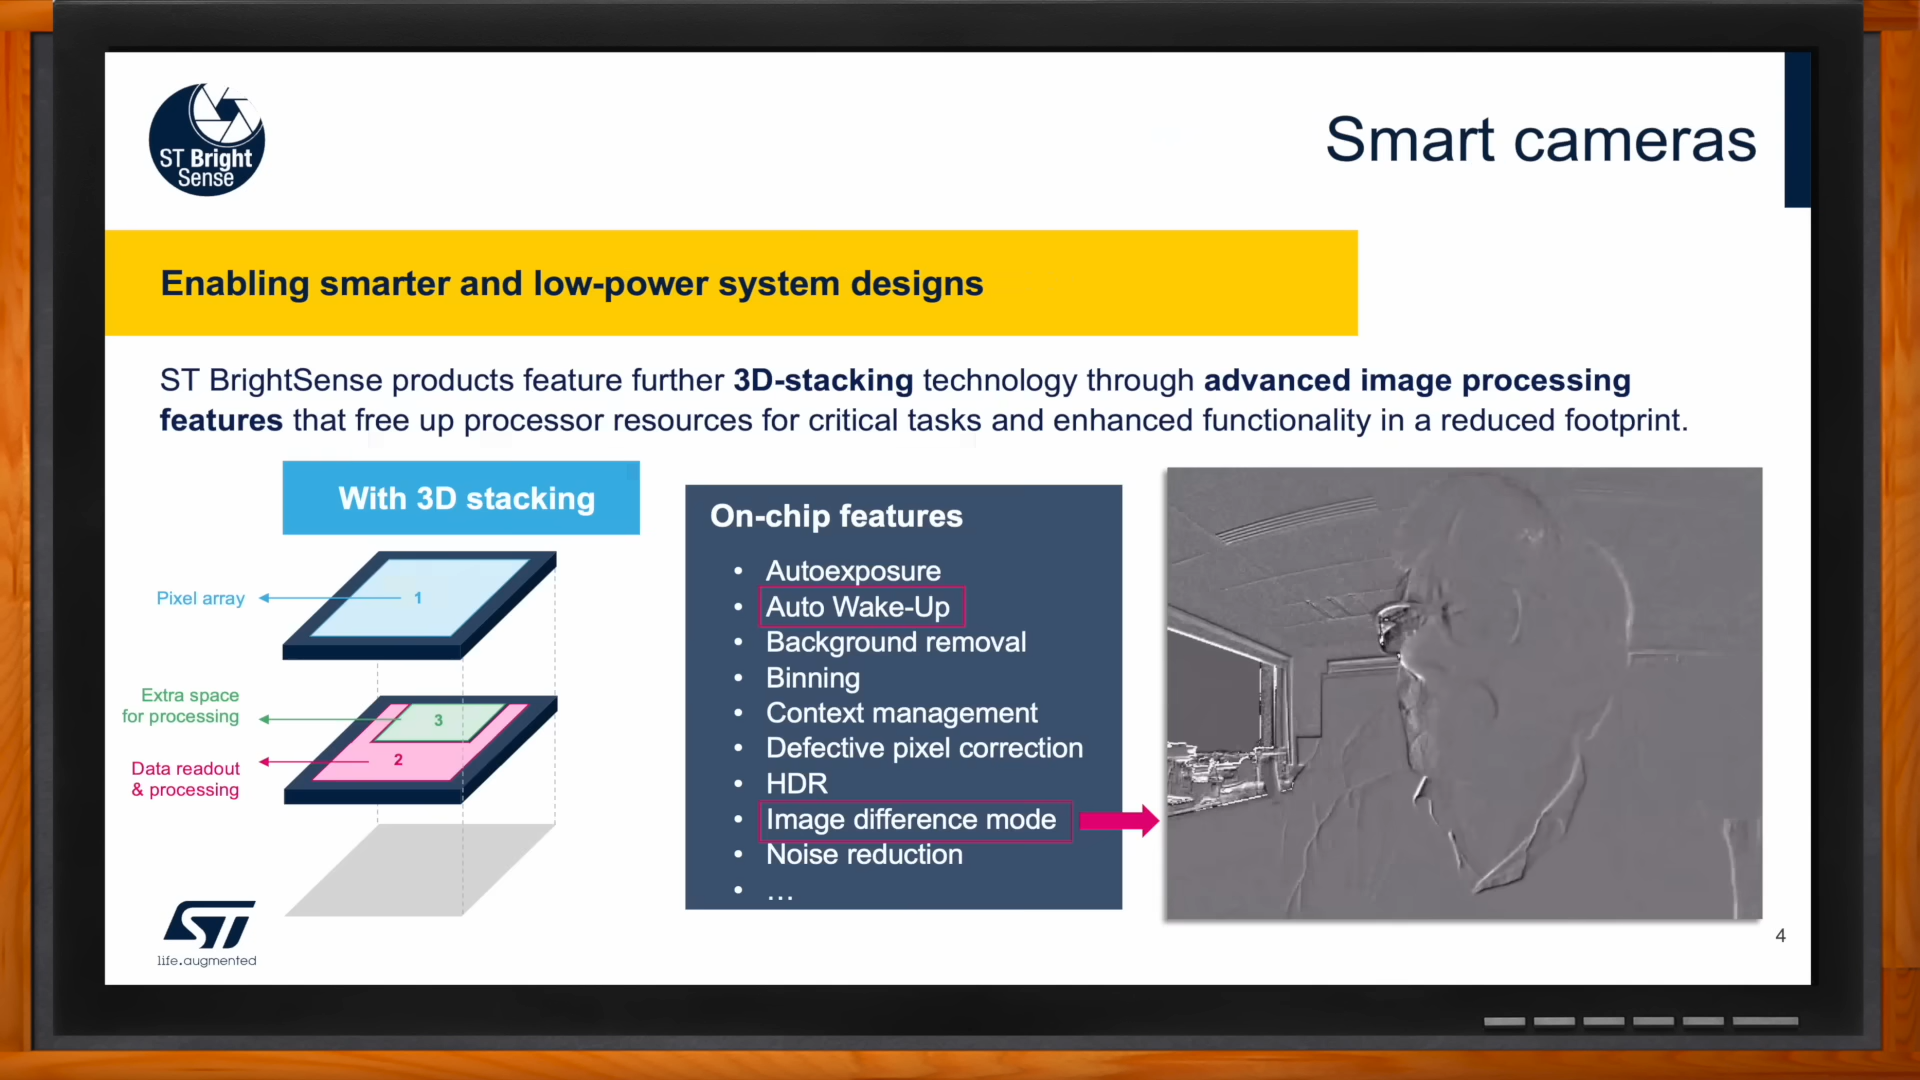 ST Bright
Sense
Smart cameras
Enabling smarter and low-power system designs
ST BrightSense products feature further 3D-stacking technology through advanced image processing
features that free up processor resources for critical tasks and enhanced functionality in a reduced footprint.
With 3D stacking
Pixel array
1
Extra space
for processing
3
Data readout
& processing
2
On-chip features
• Autoexposure
• Auto Wake-Up
• Background removal
• Binning
• Context management
• Defective pixel correction
• HDR
• Image difference mode
• Noise reduction
• …
ST
life.augmented
4